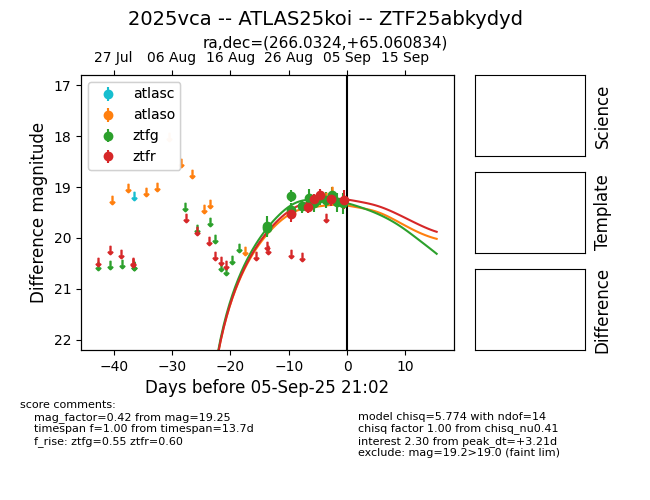 2025vca -- ATLAS25koi -- ZTF25abkydyd
ra,dec=(266.0324,+65.060834)
27 Jul 06 Aug 16 Aug 26 Aug 05 Sep 15 Sep
17
18
19
20
21
22
Difference magnitude
atlasc
atlaso
ztfg
ztfr
−40 −30 −20 −10 0 10
Days before 05-Sep-25 21:02
Science
Template
Difference
score comments:
mag_factor=0.42 from mag=19.25
timespan f=1.00 from timespan=13.7d
f_rise: ztfg=0.55 ztfr=0.60
model chisq=5.774 with ndof=14
chisq factor 1.00 from chisq_nu0.41
interest 2.30 from peak_dt=+3.21d
exclude: mag=19.2>19.0 (faint lim)